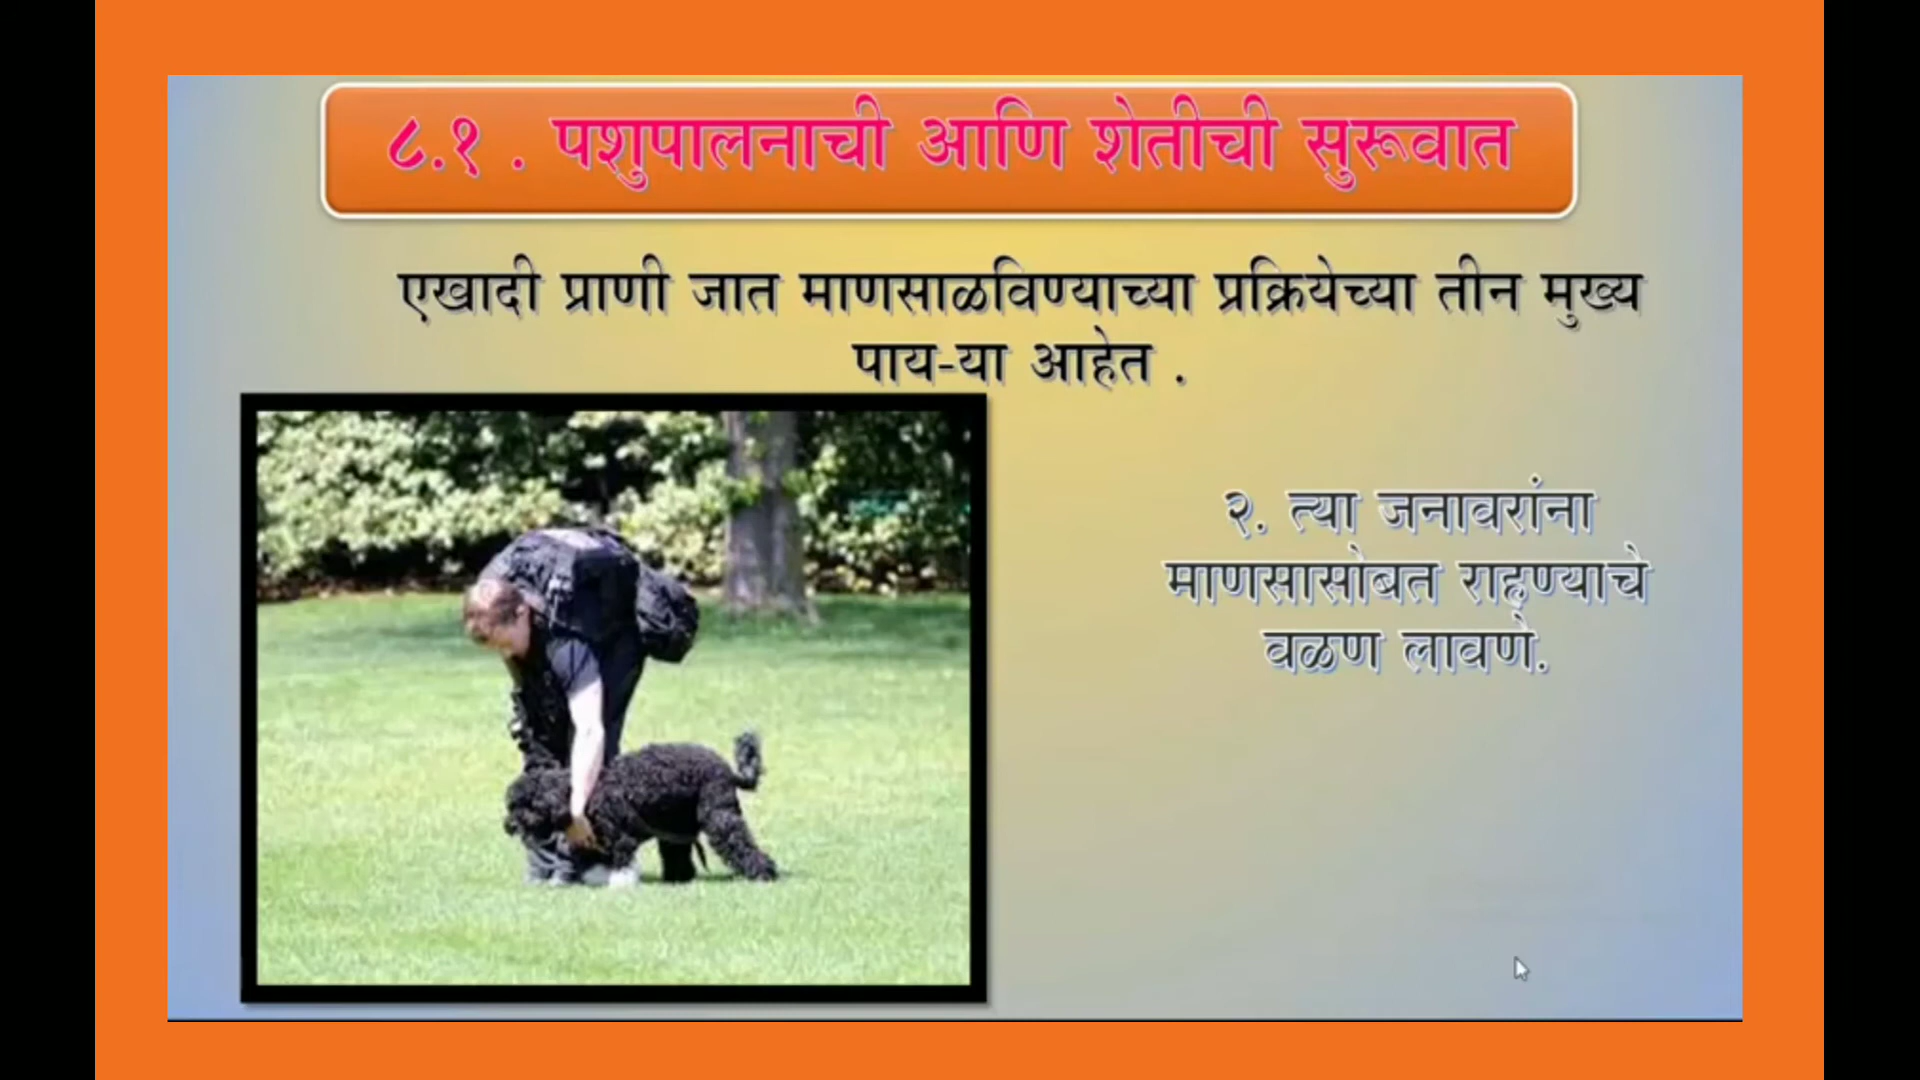 ८.१ . पशुपालनाची आणि शेतीची सुरूवात
एखादी प्राणी जात माणसाळविण्याच्या प्रक्रियेच्या तीन मुख्य
पाय-या आहेत .
२. त्या जनावरांना
माणसासोबत राहण्याचे
वळण लावणे.